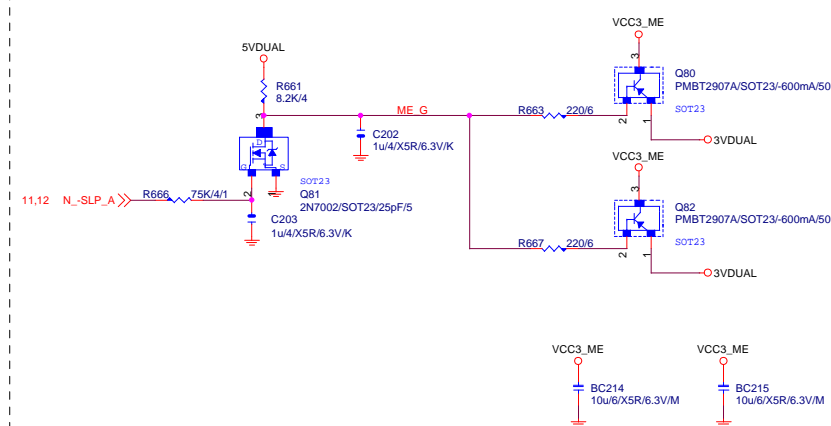 VCC3_ME
3
Q80
PMBT2907A/SOT23/-600mA/50
SOT23
2
1
3VDUAL
5VDUAL
R661
8.2K/4
3
ME_G
R663
220/6
C202
1u/4/X5R/6.3V/K
D
G
S
SOT23
Q81
2N7002/SOT23/25pF/5
2
1
11,12 N_-SLP_A
R666
75K/4/1
C203
1u/4/X5R/6.3V/K
VCC3_ME
3
Q82
PMBT2907A/SOT23/-600mA/50
SOT23
R667
220/6
2
1
3VDUAL
VCC3_ME
BC214
10u/6/X5R/6.3V/M
VCC3_ME
BC215
10u/6/X5R/6.3V/M